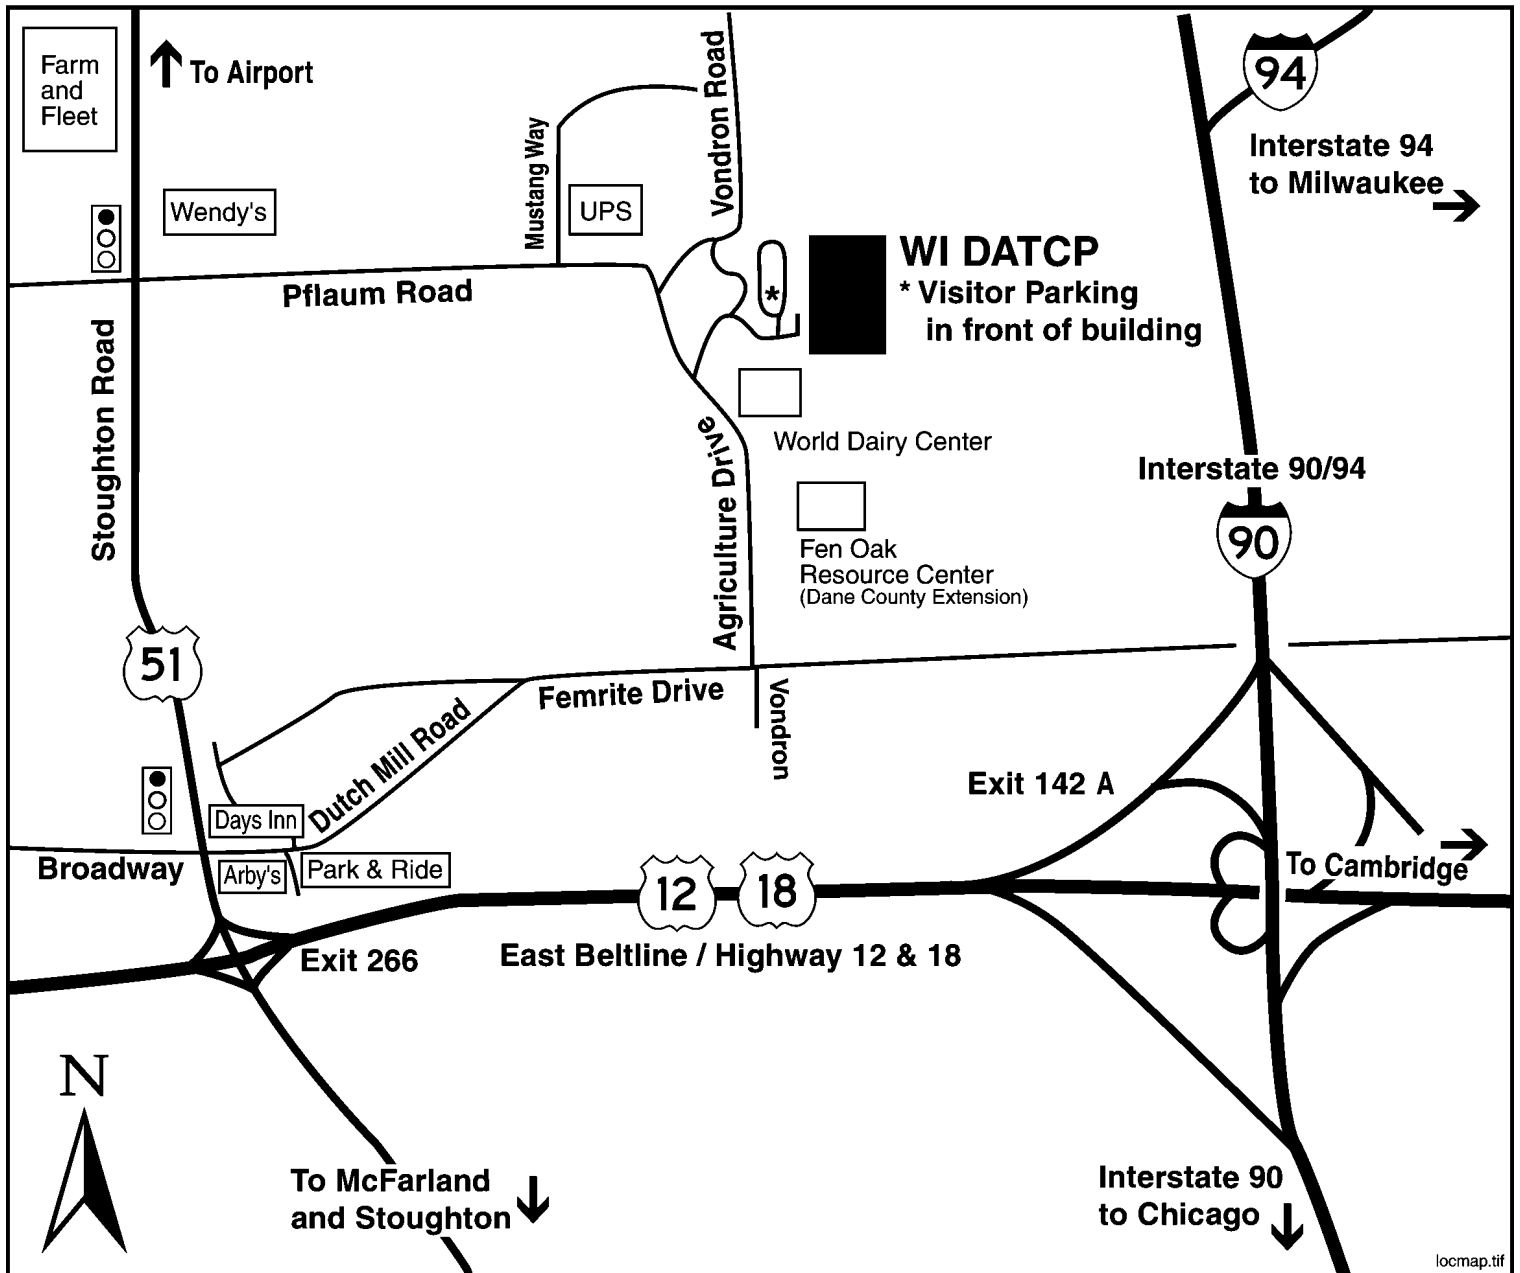 Farm
and
Fleet
To Airport
Wendy's
Mustang Way
UPS
Vondron Road
94
Interstate 94
to Milwaukee
Pflaum Road
WI DATCP
* Visitor Parking
in front of building
*
Stoughton Road
World Dairy Center
Agriculture Drive
Interstate 90/94
90
Fen Oak
Resource Center
(Dane County Extension)
51
Femrite Drive
Vondron
Dutch Mill Road
Days Inn
Exit 142 A
Broadway
Arby's
Park & Ride
12
18
To Cambridge
Exit 266
East Beltline / Highway 12 & 18
N
To McFarland
and Stoughton
Interstate 90
to Chicago
locmap.tif